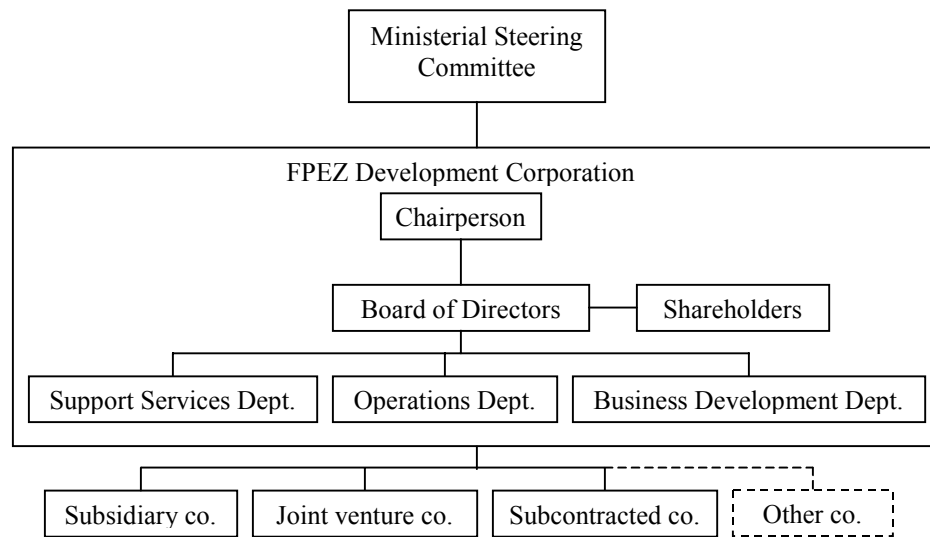 Ministerial Steering
Committee
FPEZ Development Corporation
Chairperson
Board of Directors
Shareholders
Support Services Dept.
Operations Dept.
Business Development Dept.
Subsidiary co.
Joint venture co.
Subcontracted co.
Other co.